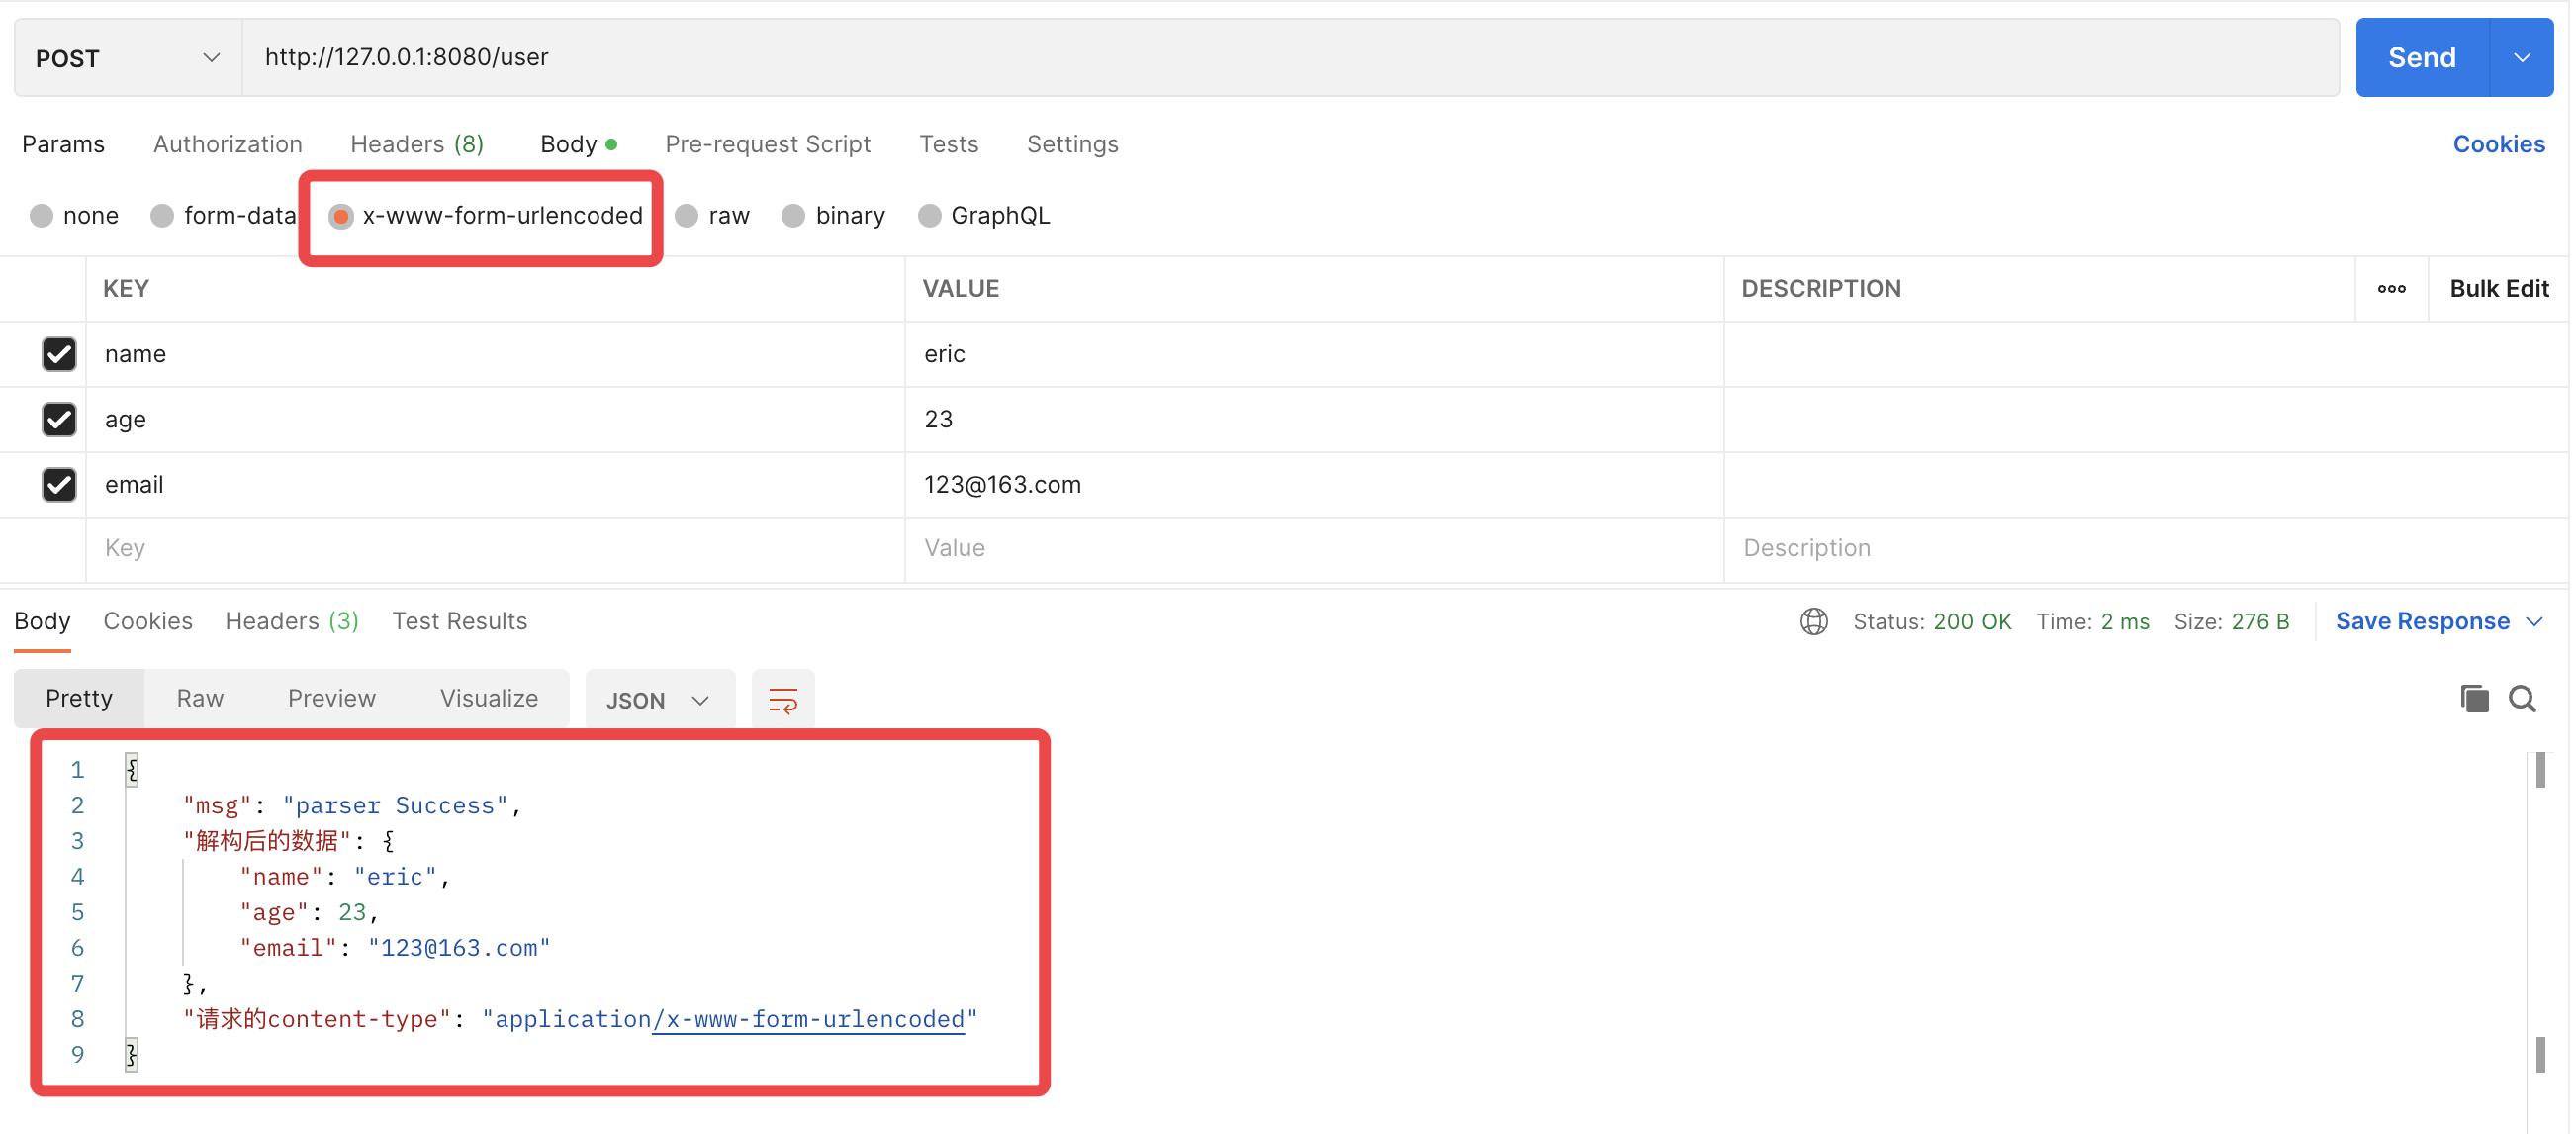 POST http://127.0.0.1:8080/user Send
Params Authorization Headers (8) Body Pre-request Script Tests Settings Cookies
none form-data x-www-form-urlencoded raw binary GraphQL
KEY VALUE DESCRIPTION Bulk Edit
name eric
age 23
email 123@163.com
Key Value Description
Body Cookies Headers (3) Test Results Status: 200 OK Time: 2 ms Size: 276 B Save Response
Pretty Raw Preview Visualize JSON
1 {
2 "msg": "parser Success",
3 "解构后的数据": {
4 "name": "eric",
5 "age": 23,
6 "email": "123@163.com"
7 },
8 "请求的content-type": "application/x-www-form-urlencoded"
9 }